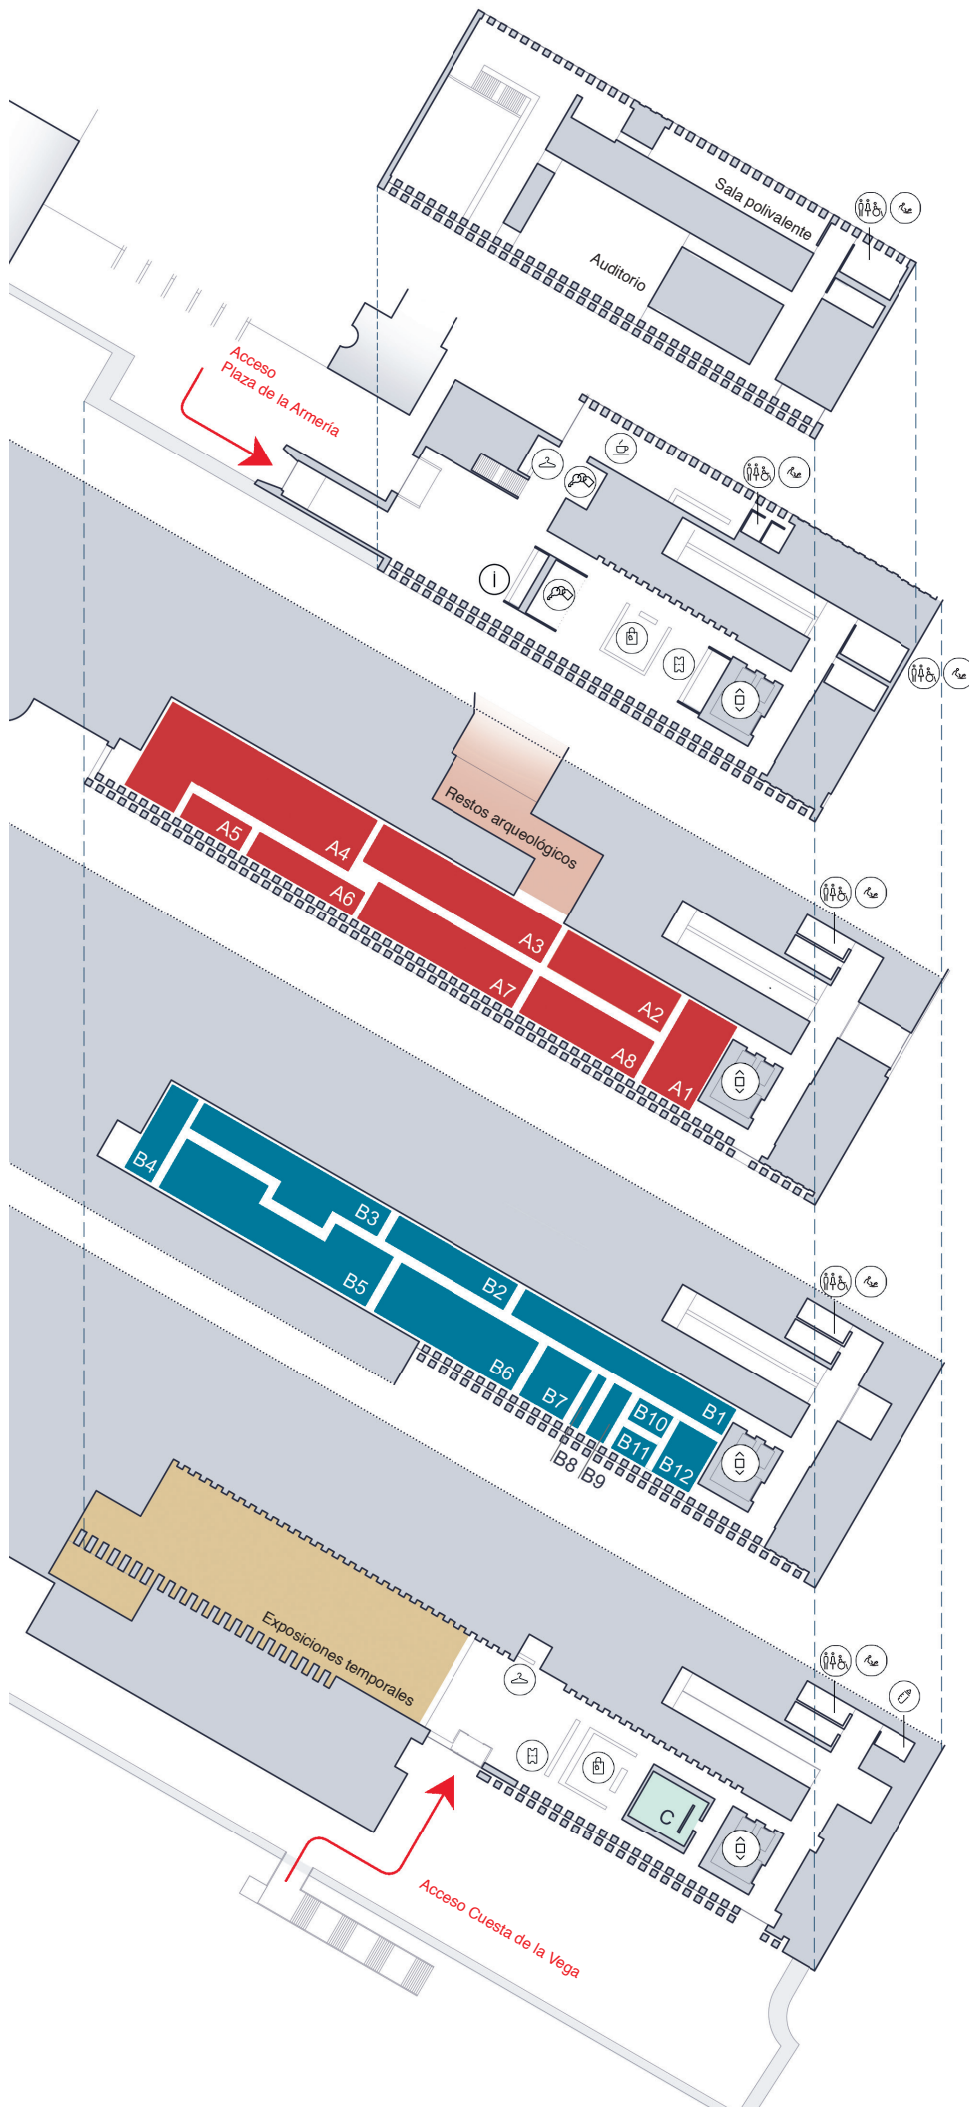 Sala polivalente
Auditorio
Acceso
Plaza de la Armería
i
Restos arqueológicos
A5
A4
A6
A3
A7
A2
A8
A1
B4
B3
B5
B2
B6
B1
B7
B10
B11
B12
B8
B9
Exposiciones temporales
C
Acceso Cuesta de la Vega